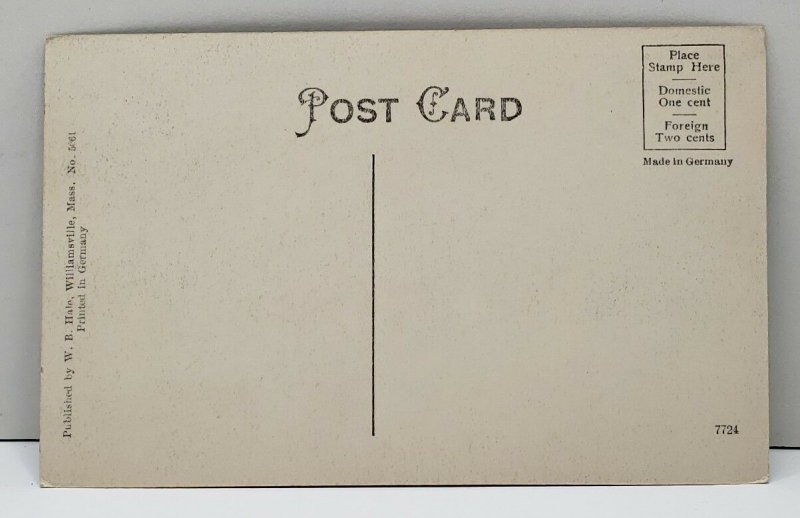 POST CARD
Place
Stamp Here
Domestic
One cent
Foreign
Two cents
Made in Germany
Published by W. B. Hale, Williamsville, Mass. No. 5061
Printed in Germany
7724